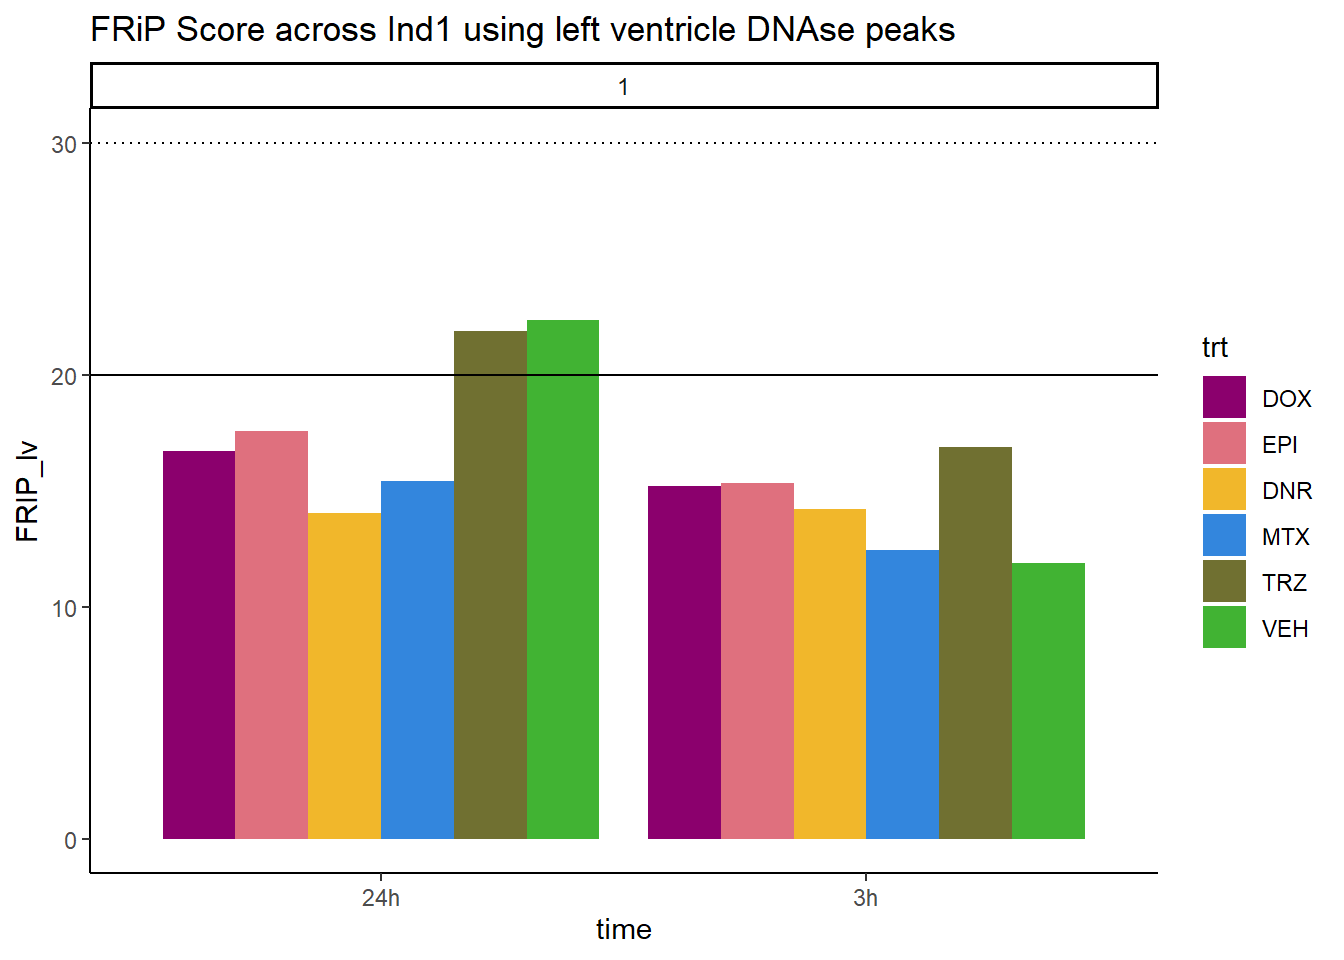 FRiP Score across Ind1 using left ventricle DNAse peaks
1
30
20
10
0
FRIP_lv
24h
3h
time
trt
DOX
EPI
DNR
MTX
TRZ
VEH